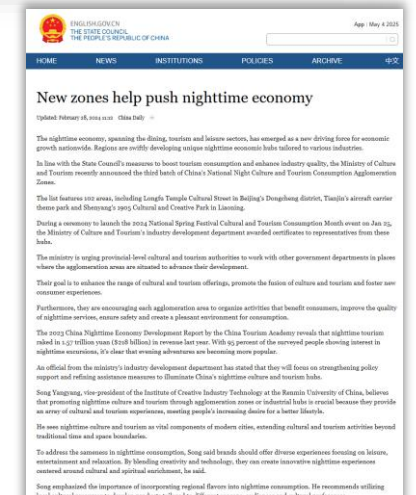 ENGLISH.GOV.CN
THE STATE COUNCIL
THE PEOPLE'S REPUBLIC OF CHINA
App | May 4 2025
HOME NEWS INSTITUTIONS POLICIES ARCHIVE 中文
New zones help push nighttime economy
Updated: February 28, 2024 11:10 China Daily
The nighttime economy, spanning the dining, tourism and leisure sectors, has emerged as a new driving force for economic
growth nationwide. Regions are swiftly developing unique nighttime economic hubs tailored to various industries.
In line with the State Council's measures to boost tourism consumption and enhance industry quality, the Ministry of Culture
and Tourism recently announced the third batch of China's National Night Culture and Tourism Consumption Agglomeration
Zones.
The list features 102 areas, including Longfu Temple Cultural Street in Beijing's Dongcheng district, Tianjin's aircraft carrier
theme park and Shenyang's 1905 Cultural and Creative Park in Liaoning.
During a ceremony to launch the 2024 National Spring Festival Cultural and Tourism Consumption Month event on Jan 25,
the Ministry of Culture and Tourism's industry development department awarded certificates to representatives from these
hubs.
The ministry is urging provincial-level cultural and tourism authorities to work with other government departments in places
where the agglomeration areas are situated to advance their development.
Their goal is to enhance the range of cultural and tourism offerings, promote the fusion of culture and tourism and foster new
consumer experiences.
Furthermore, they are encouraging each agglomeration area to organize activities that benefit consumers, improve the quality
of nighttime services, ensure safety and create a pleasant environment for consumption.
The 2023 China Nighttime Economy Development Report by the China Tourism Academy reveals that nighttime tourism
raked in 1.57 trillion yuan ($218 billion) in revenue last year. With 95 percent of the surveyed people showing interest in
nighttime excursions, it's clear that evening adventures are becoming more popular.
An official from the ministry's industry development department has stated that they will focus on strengthening policy
support and refining assistance measures to illuminate China's nighttime culture and tourism hubs.
Song Yangyang, vice-president of the Institute of Creative Industry Technology at the Renmin University of China, believes
that promoting nighttime culture and tourism through agglomeration zones or industrial hubs is crucial because they provide
an array of cultural and tourism experiences, meeting people's increasing desire for a better lifestyle.
He sees nighttime culture and tourism as vital components of modern cities, extending cultural and tourism activities beyond
traditional time and space boundaries.
To address the sameness in nighttime consumption, Song said brands should offer diverse experiences focusing on leisure,
entertainment and relaxation. By blending creativity and technology, they can create innovative nighttime experiences
centered around cultural and spiritual enrichment, he said.
Song emphasized the importance of incorporating regional flavors into nighttime consumption. He recommends utilizing